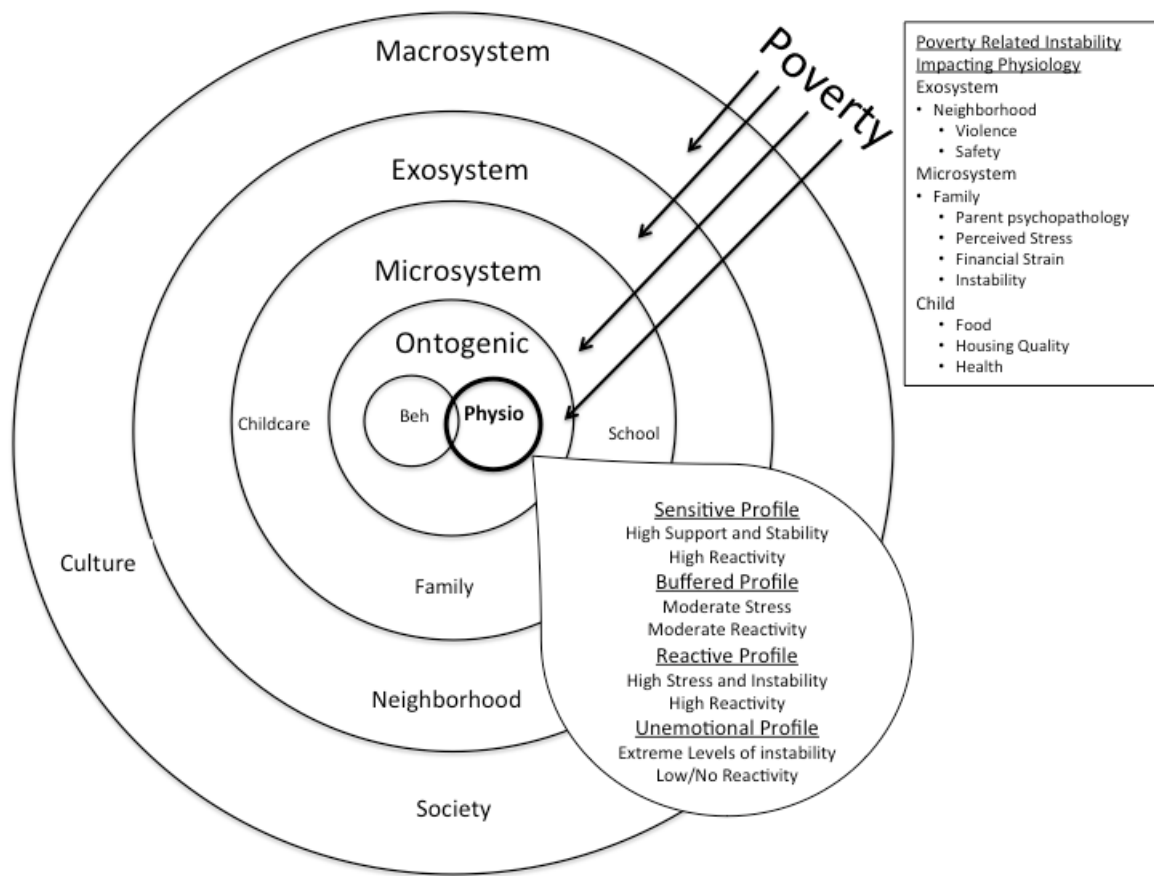 Macrosystem
Poverty
Exosystem
Microsystem
Ontogenic
Beh
Physio
Childcare
School
Culture
Family
Neighborhood
Society
Sensitive Profile
High Support and Stability
High Reactivity
Buffered Profile
Moderate Stress
Moderate Reactivity
Reactive Profile
High Stress and Instability
High Reactivity
Unemotional Profile
Extreme Levels of instability
Low/No Reactivity
Poverty Related Instability
Impacting Physiology
Exosystem
• Neighborhood
• Violence
• Safety
Microsystem
• Family
• Parent psychopathology
• Perceived Stress
• Financial Strain
• Instability
Child
• Food
• Housing Quality
• Health